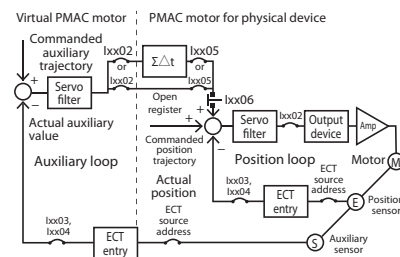 Virtual PMAC motor
PMAC motor for physical device
Commanded
auxiliary
trajectory
Ixx02
or
Ixx02
ΣΔt
Ixx05
or
Ixx05
Servo
filter
Open
register
Ixx06
+
−
Actual auxiliary
value
Auxiliary loop
+
+
−
Commanded
position
trajectory
Servo
filter
Ixx02
Output
device
Amp
Position loop
Motor
M
Actual
position
Ixx03,
Ixx04
ECT
entry
ECT
source
address
E
Position
sensor
Ixx03,
Ixx04
ECT
entry
ECT
source
address
S
Auxiliary
sensor